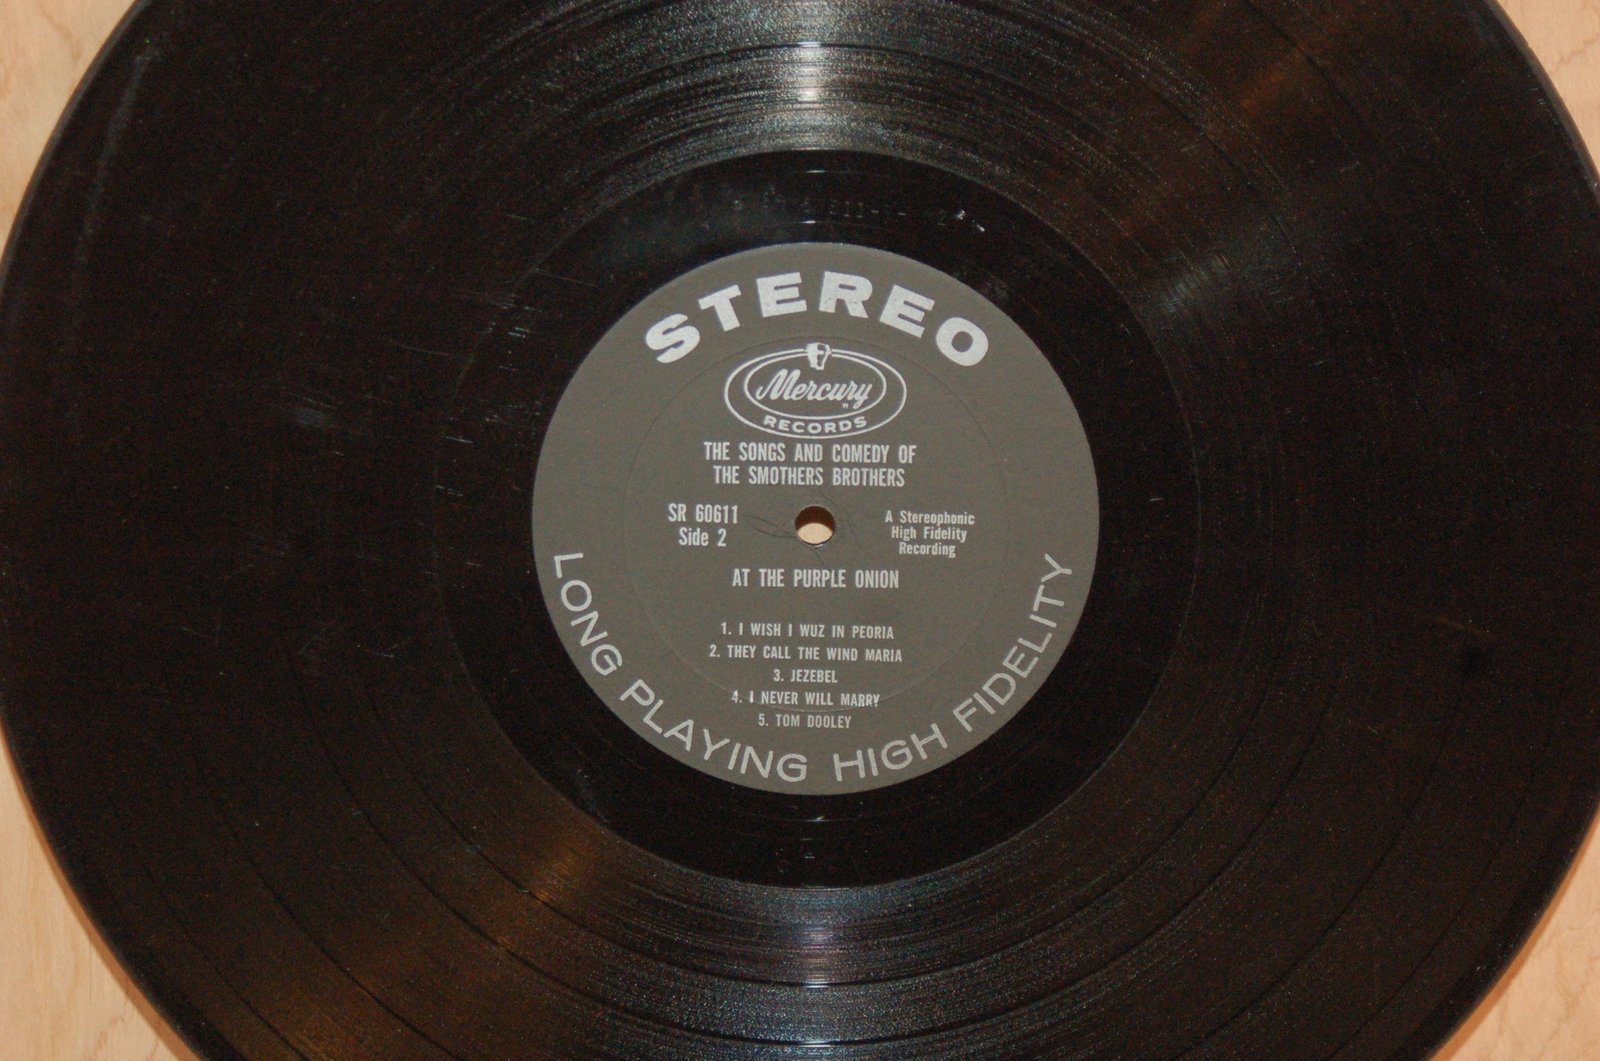 STEREO
Mercury
R
RECORDS
THE SONGS AND COMEDY OF
THE SMOTHERS BROTHERS
SR 60611
Side 2
A Stereophonic
High Fidelity
Recording
AT THE PURPLE ONION
1. I WISH I WUZ IN PEORIA
2. THEY CALL THE WIND MARIA
3. JEZEBEL
4. I NEVER WILL MARRY
5. TOM DOOLEY
LONG PLAYING HIGH FIDELITY